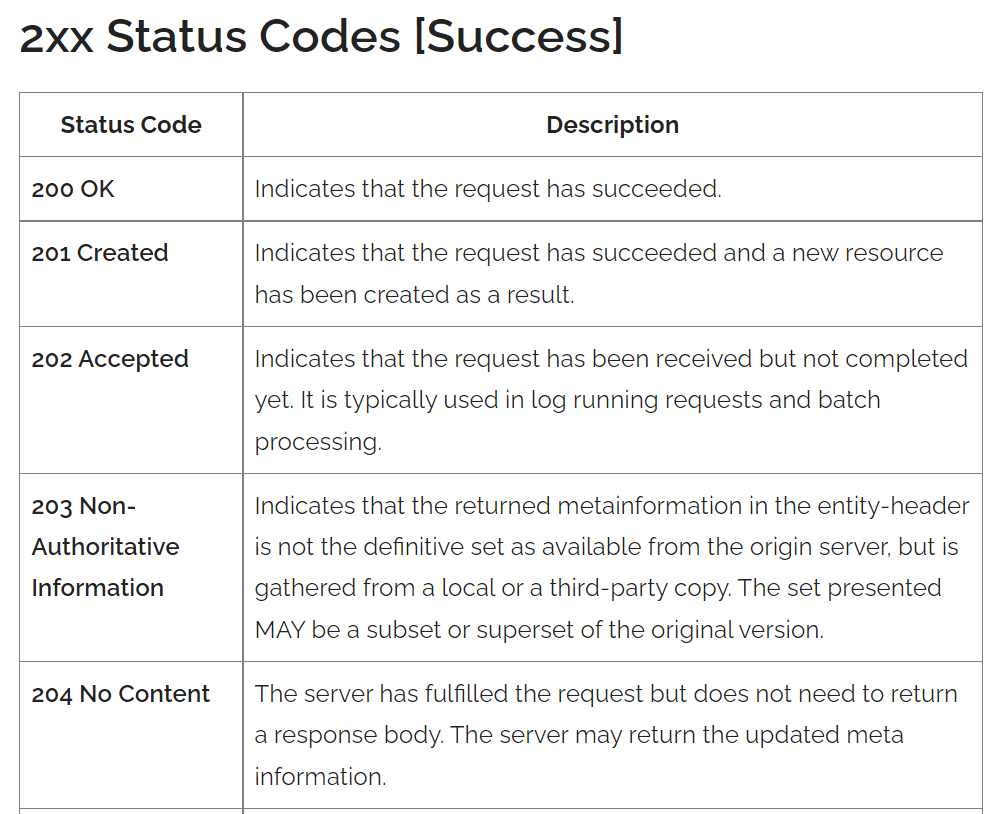 2xx Status Codes [Success]
Status Code
Description
200 OK
Indicates that the request has succeeded.
201 Created
Indicates that the request has succeeded and a new resource
has been created as a result.
202 Accepted
Indicates that the request has been received but not completed
yet. It is typically used in log running requests and batch
processing.
203 Non-
Authoritative
Information
Indicates that the returned metainformation in the entity-header
is not the definitive set as available from the origin server, but is
gathered from a local or a third-party copy. The set presented
MAY be a subset or superset of the original version.
204 No Content
The server has fulfilled the request but does not need to return
a response body. The server may return the updated meta
information.